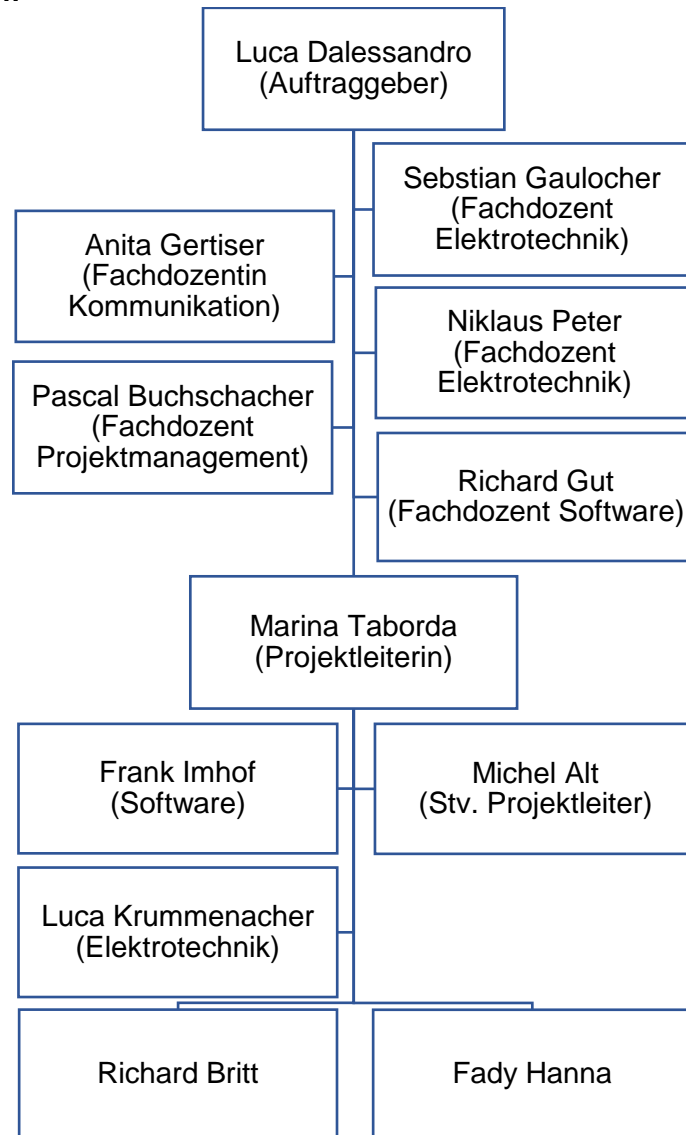 Luca Dalessandro
(Auftraggeber)
Sebstian Gaulocher
(Fachdozent
Elektrotechnik)
Anita Gertiser
(Fachdozentin
Kommunikation)
Niklaus Peter
(Fachdozent
Elektrotechnik)
Pascal Buchschacher
(Fachdozent
Projektmanagement)
Richard Gut
(Fachdozent Software)
Marina Taborda
(Projektleiterin)
Frank Imhof
(Software)
Michel Alt
(Stv. Projektleiter)
Luca Krummenacher
(Elektrotechnik)
Richard Britt
Fady Hanna